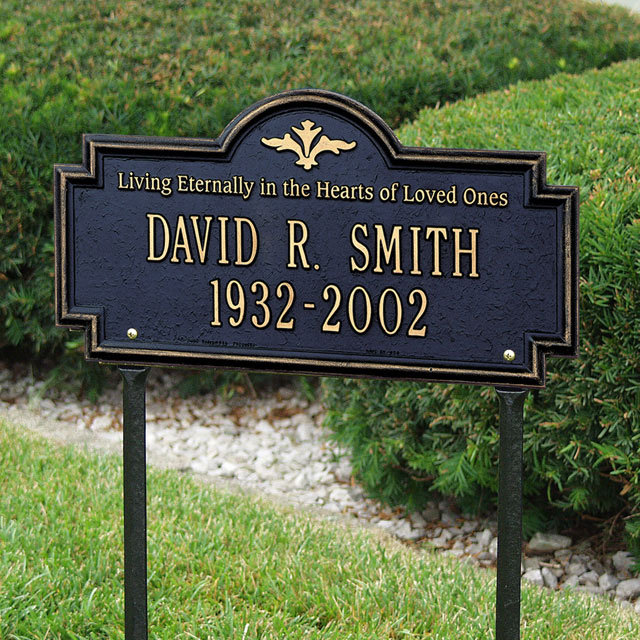 Living Eternally in the Hearts of Loved Ones
DAVID R. SMITH
1932-2002